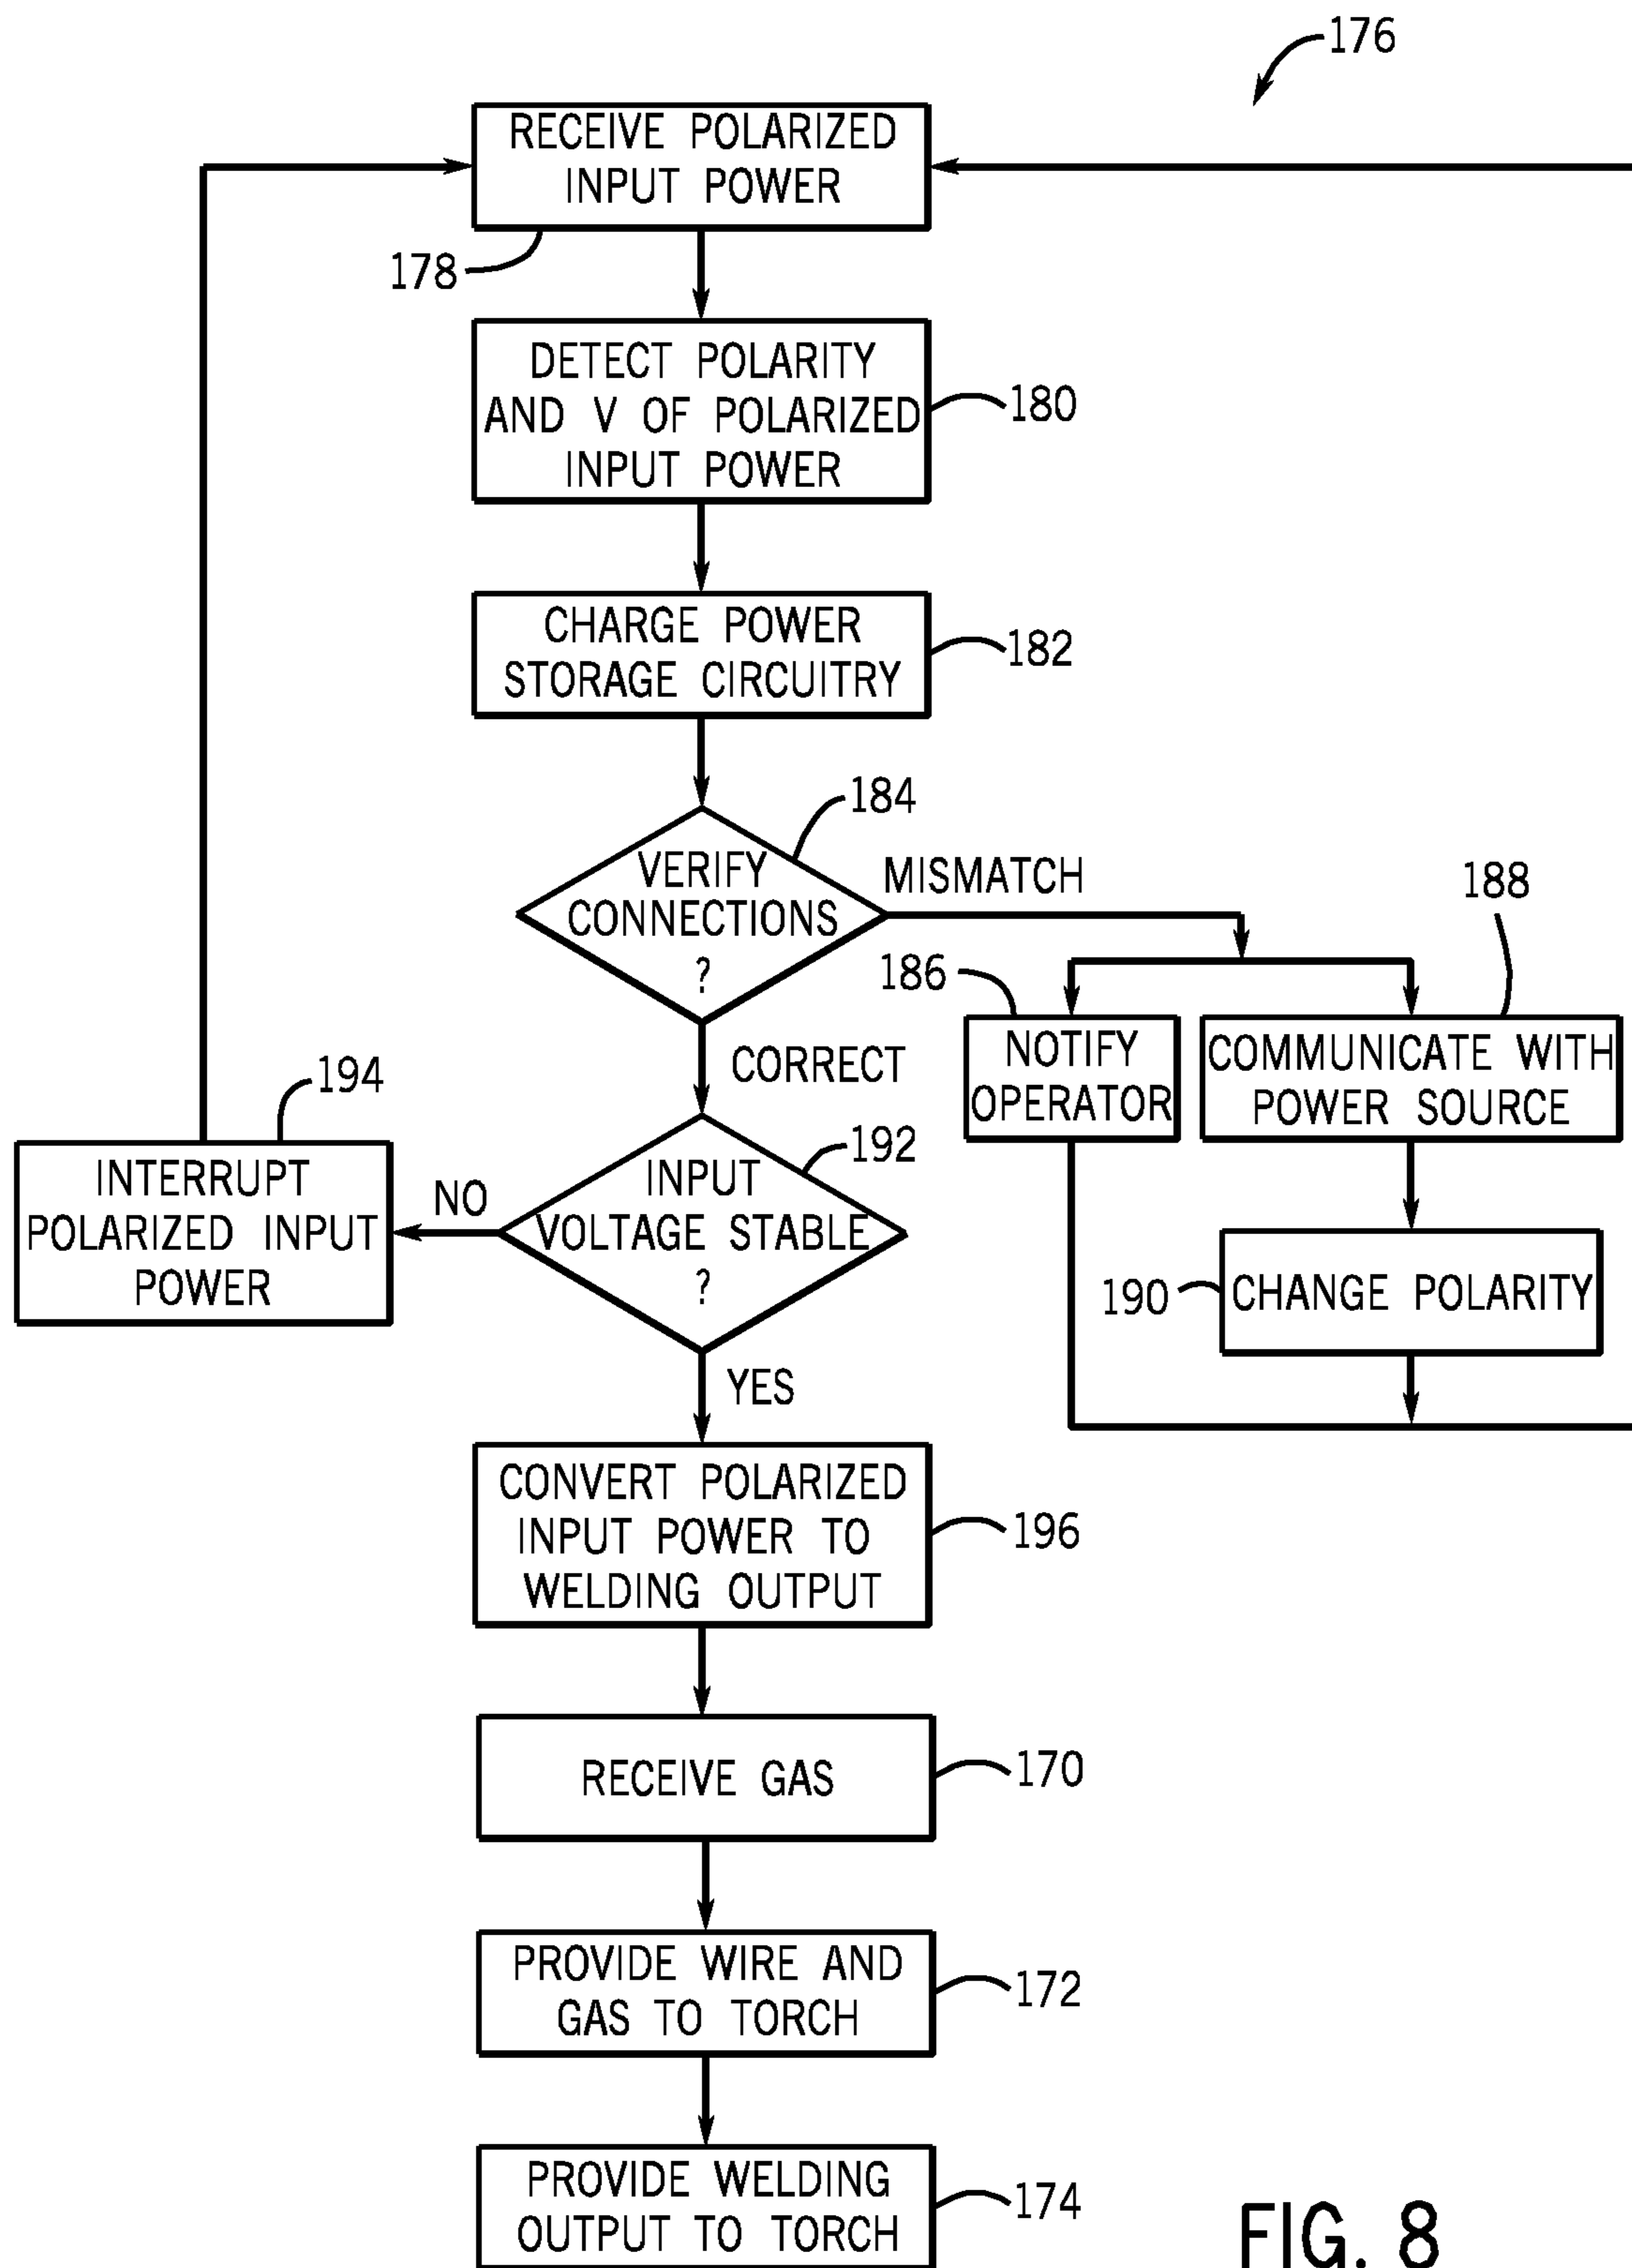 176
RECEIVE POLARIZED
INPUT POWER
178
DETECT POLARITY
AND V OF POLARIZED
INPUT POWER
180
CHARGE POWER
STORAGE CIRCUITRY
182
184
VERIFY
CONNECTIONS
?
MISMATCH
188
186
NOTIFY
OPERATOR
COMMUNICATE WITH
POWER SOURCE
CORRECT
194
192
INTERRUPT
POLARIZED INPUT
POWER
NO
INPUT
VOLTAGE STABLE
?
190
CHANGE POLARITY
YES
CONVERT POLARIZED
INPUT POWER TO
WELDING OUTPUT
196
RECEIVE GAS
170
PROVIDE WIRE AND
GAS TO TORCH
172
PROVIDE WELDING
OUTPUT TO TORCH
174
FIG. 8